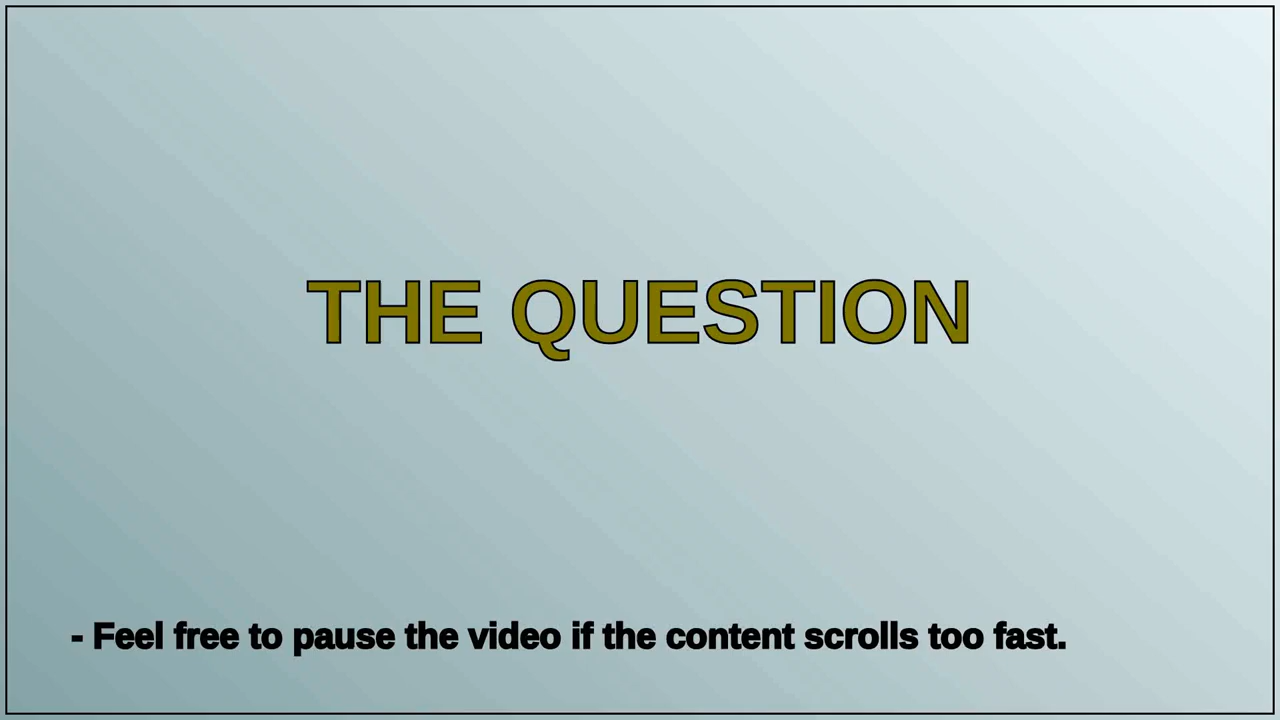 THE QUESTION
- Feel free to pause the video if the content scrolls too fast.